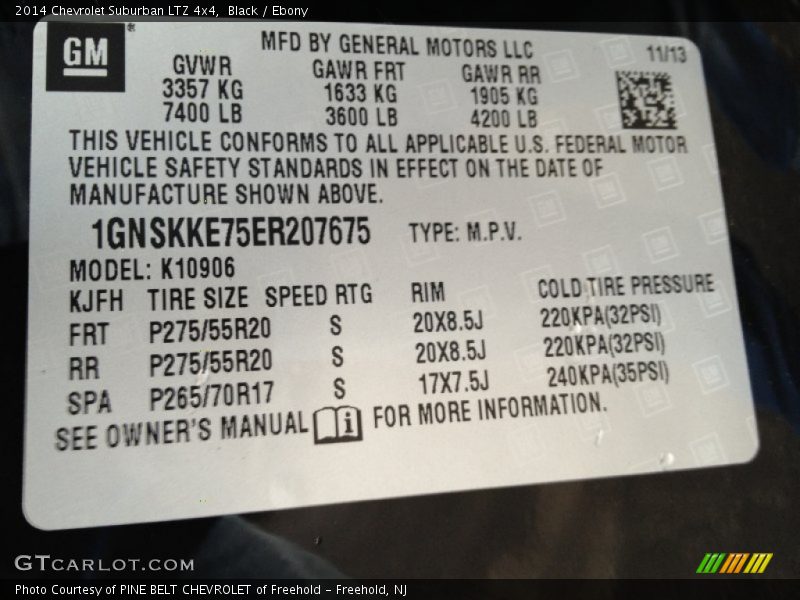 2014 Chevrolet Suburban LTZ 4x4, Black / Ebony
GM ®
MFD BY GENERAL MOTORS LLC
11/13
GVWR GAWR FRT GAWR RR
3357 KG 1633 KG 1905 KG
7400 LB 3600 LB 4200 LB
THIS VEHICLE CONFORMS TO ALL APPLICABLE U.S. FEDERAL MOTOR
VEHICLE SAFETY STANDARDS IN EFFECT ON THE DATE OF
MANUFACTURE SHOWN ABOVE.
1GNSKKE75ER207675 TYPE: M.P.V.
MODEL: K10906
KJFH TIRE SIZE SPEED RTG RIM COLD TIRE PRESSURE
FRT P275/55R20 S 20X8.5J 220KPA(32PSI)
RR P275/55R20 S 20X8.5J 220KPA(32PSI)
SPA P265/70R17 S 17X7.5J 240KPA(35PSI)
SEE OWNER'S MANUAL i FOR MORE INFORMATION.
GTCARLOT.COM
Photo Courtesy of PINE BELT CHEVROLET of Freehold - Freehold, NJ